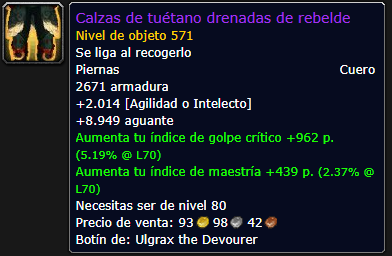 Calzas de tuétano drenadas de rebelde
Nivel de objeto 571
Se liga al recogerlo
Piernas Cuero
2671 armadura
+2.014 [Agilidad o Intelecto]
+8.949 aguante
Aumenta tu índice de golpe crítico +962 p.
(5.19% @ L70)
Aumenta tu índice de maestría +439 p. (2.37% @
L70)
Necesitas ser de nivel 80
Precio de venta: 93 98 42
Botín de: Ulgrax the Devourer